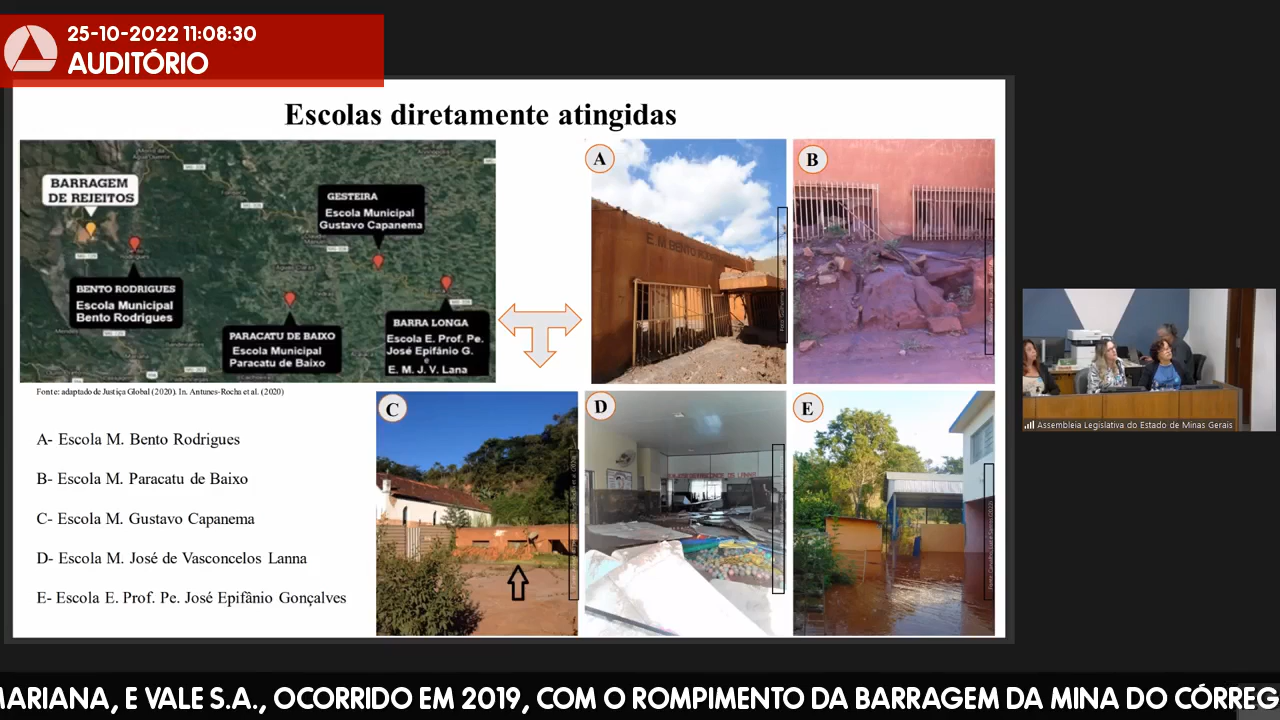 25-10-2022 11:08:30
AUDITÓRIO
Escolas diretamente atingidas
BARRAGEM
DE REJEITOS
GESTEIRA
Escola Municipal
Gustavo Capanema
BENTO RODRIGUES
Escola Municipal
Bento Rodrigues
PARACATU DE BAIXO
Escola Municipal
Paracatu de Baixo
BARRA LONGA
Escola E. Prof. Pe.
José Epifânio G.
e
E. M. J. V. Lana
Fonte: adaptado de Justiça Global (2020). In. Antunes-Rocha et al. (2020)
A
E M BENTO RODRIGUES
B
C
D
E
A- Escola M. Bento Rodrigues
B- Escola M. Paracatu de Baixo
C- Escola M. Gustavo Capanema
D- Escola M. José de Vasconcelos Lanna
E- Escola E. Prof. Pe. José Epifânio Gonçalves
Assembleia Legislativa do Estado de Minas Gerais
MARIANA, E VALE S.A., OCORRIDO EM 2019, COM O ROMPIMENTO DA BARRAGEM DA MINA DO CÓRREG